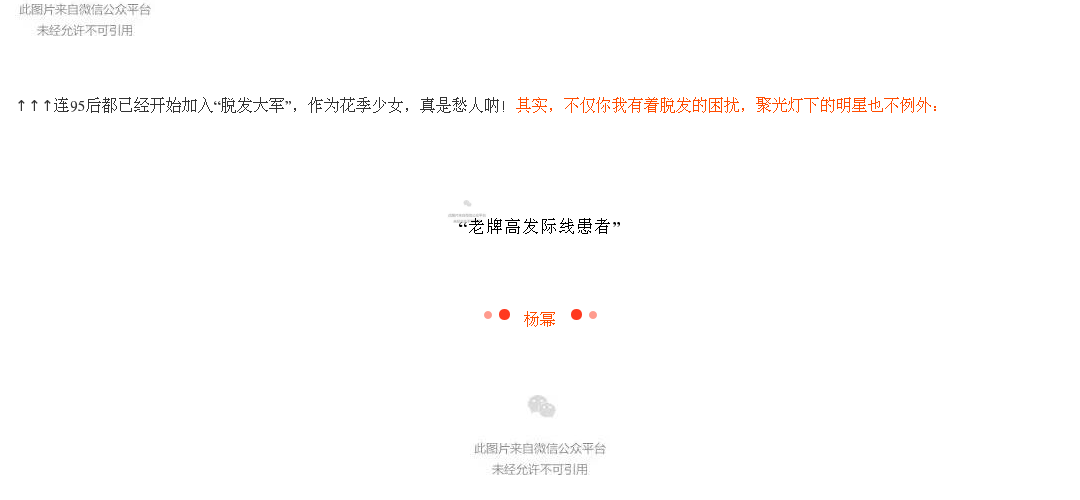 此图片来自微信公众平台
未经允许不可引用
↑↑↑连95后都已经开始加入“脱发大军”，作为花季少女，真是愁人呐！其实，不仅你我有着脱发的困扰，聚光灯下的明星也不例外：
“老牌高发际线患者”
杨幂
此图片来自微信公众平台
未经允许不可引用